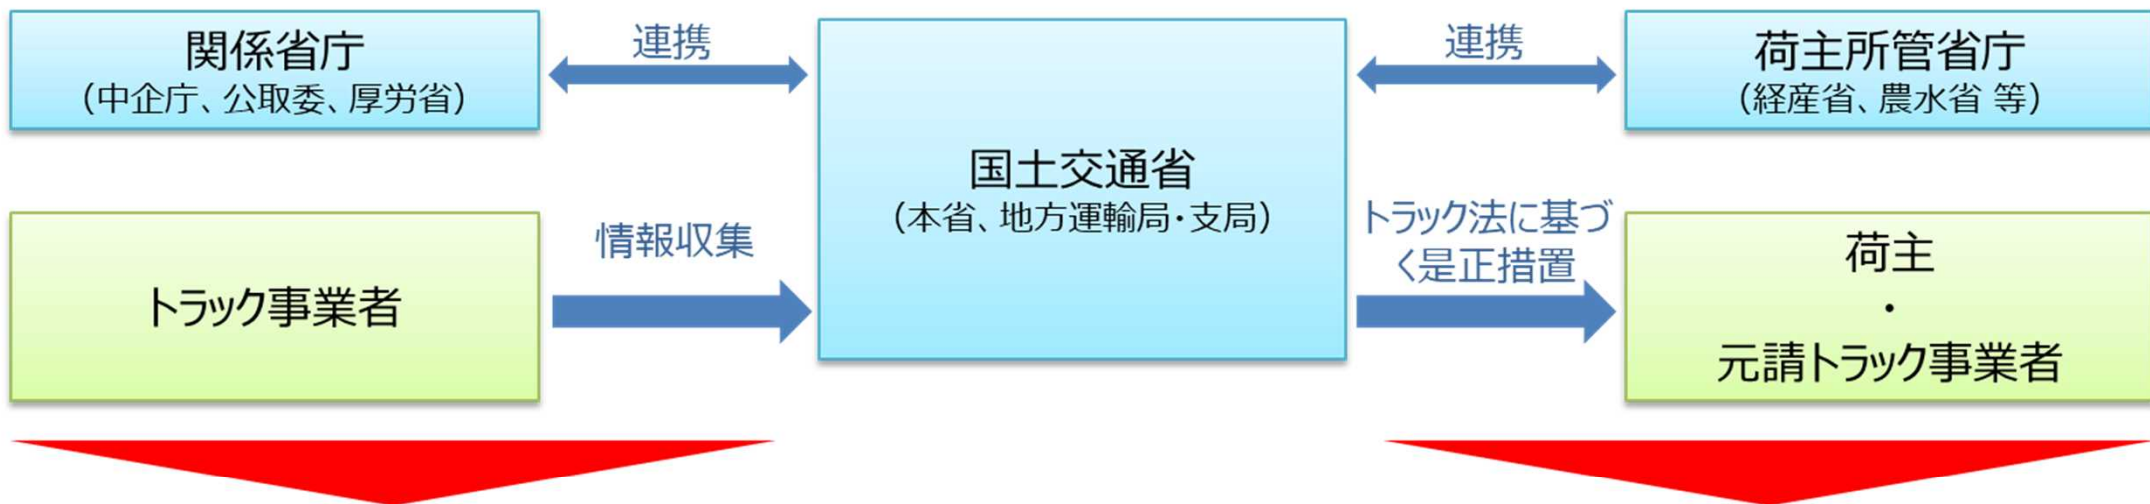 関係省庁
（中企庁、公取委、厚労省）
連携
国土交通省
（本省、地方運輸局・支局）
連携
荷主所管省庁
（経産省、農水省 等）
トラック事業者
情報収集
トラック法に基づ
く是正措置
荷主
・
元請トラック事業者